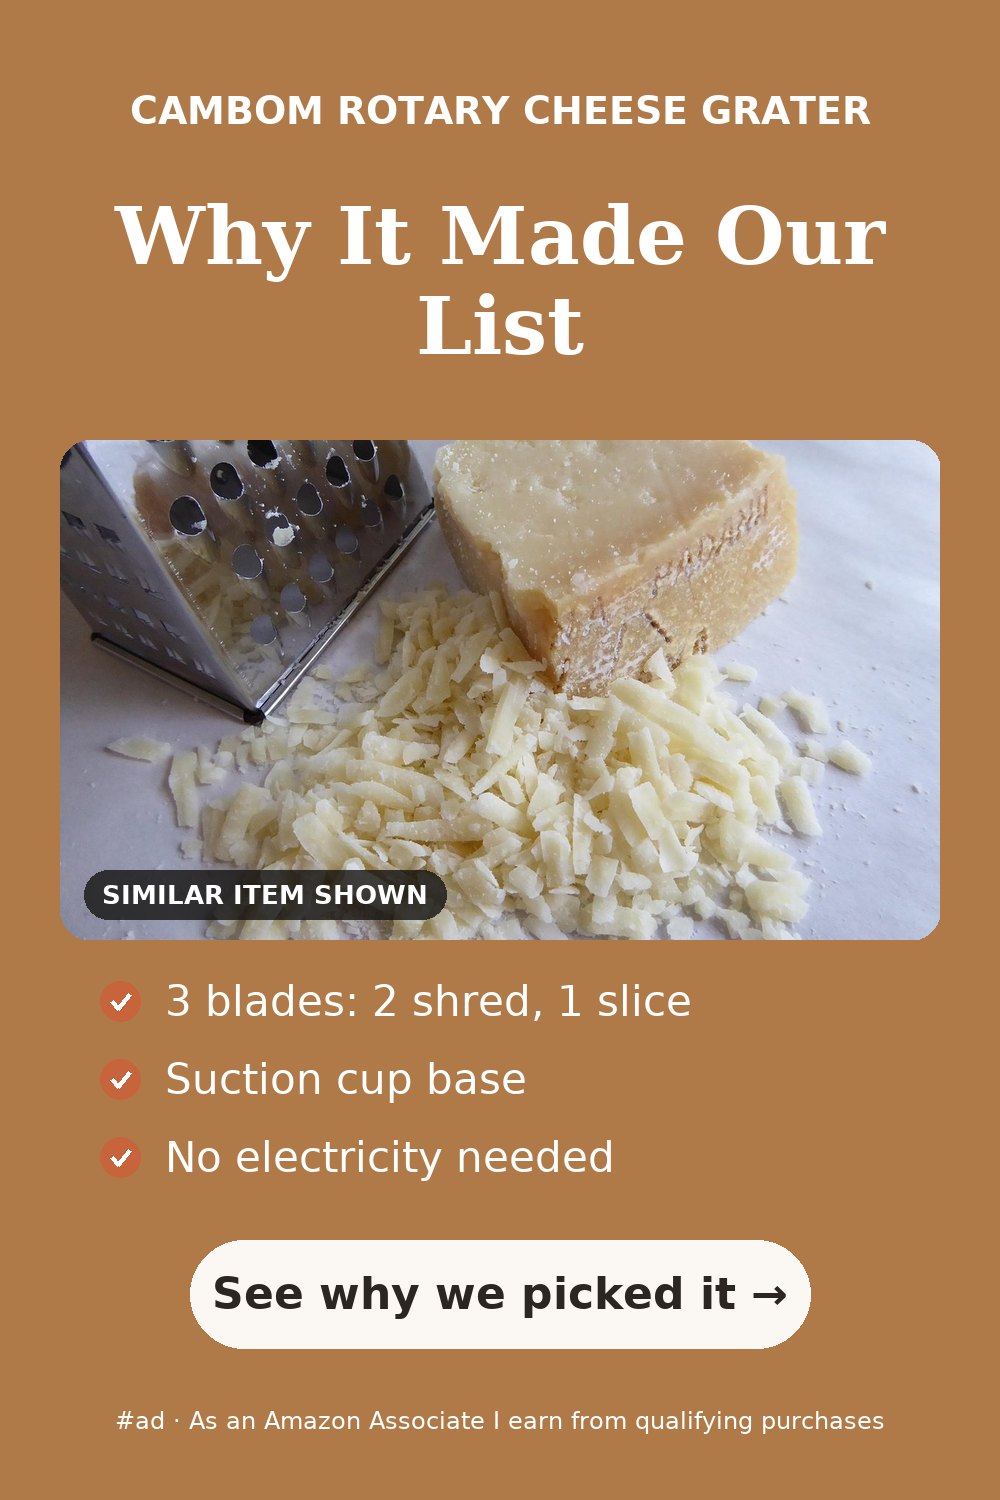 CAMBOM ROTARY CHEESE GRATER
Why It Made Our
List
SIMILAR ITEM SHOWN
3 blades: 2 shred, 1 slice
Suction cup base
No electricity needed
See why we picked it →
#ad · As an Amazon Associate I earn from qualifying purchases